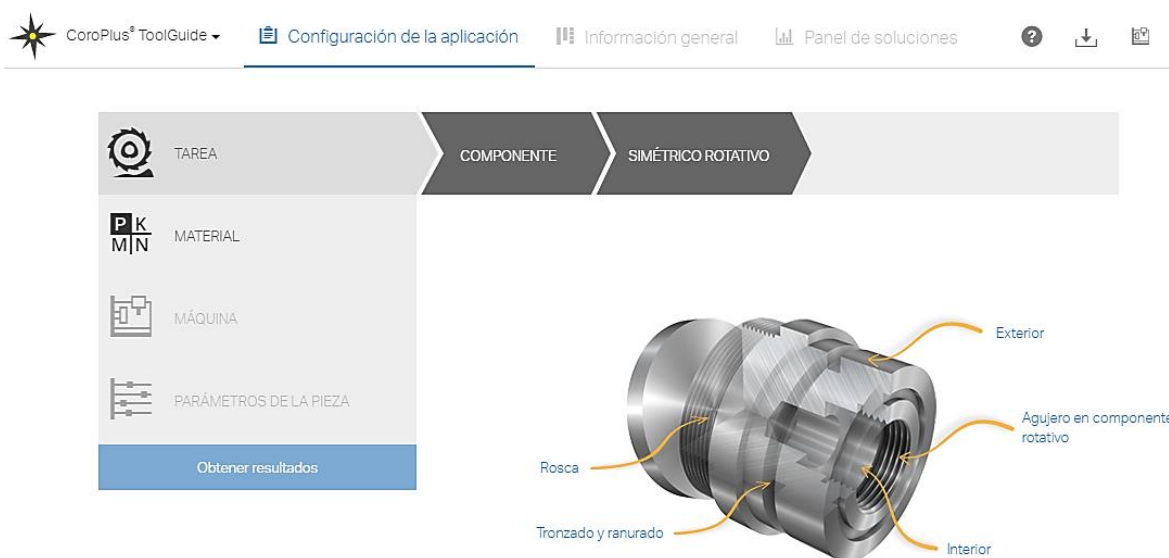 CoroPlus® ToolGuide
Configuración de la aplicación
Información general
Panel de soluciones
?
TAREA
COMPONENTE
SIMÉTRICO ROTATIVO
P K
M N
MATERIAL
MÁQUINA
PARÁMETROS DE LA PIEZA
Obtener resultados
Exterior
Agujero en componente
rotativo
Rosca
Tronzado y ranurado
Interior